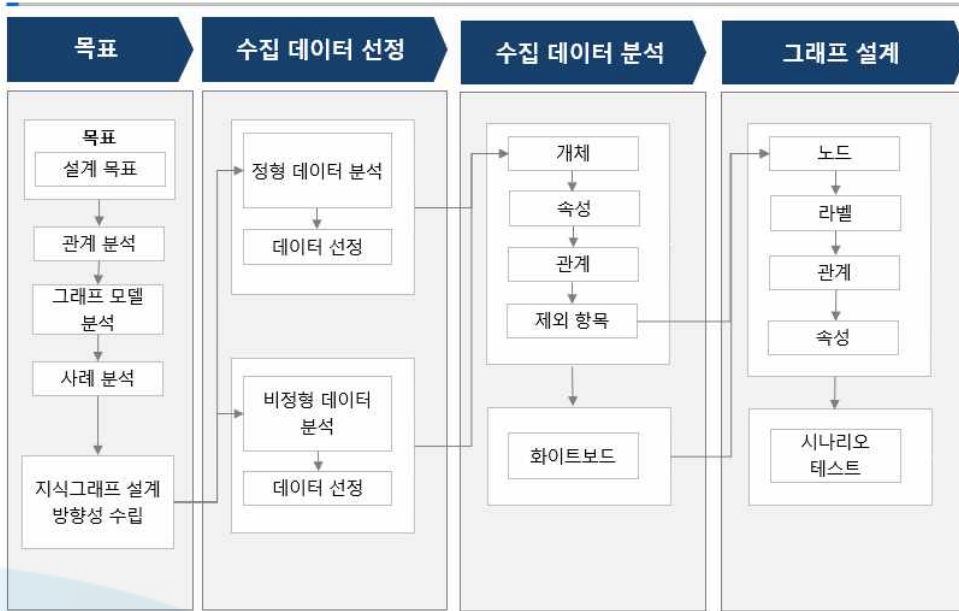 목표
수집 데이터 선정
수집 데이터 분석
그래프 설계
목표
설계 목표
관계 분석
그래프 모델
분석
사례 분석
지식그래프 설계
방향성 수립
정형 데이터 분석
데이터 선정
비정형 데이터
분석
데이터 선정
개체
속성
관계
제외 항목
화이트보드
노드
라벨
관계
속성
시나리오
테스트